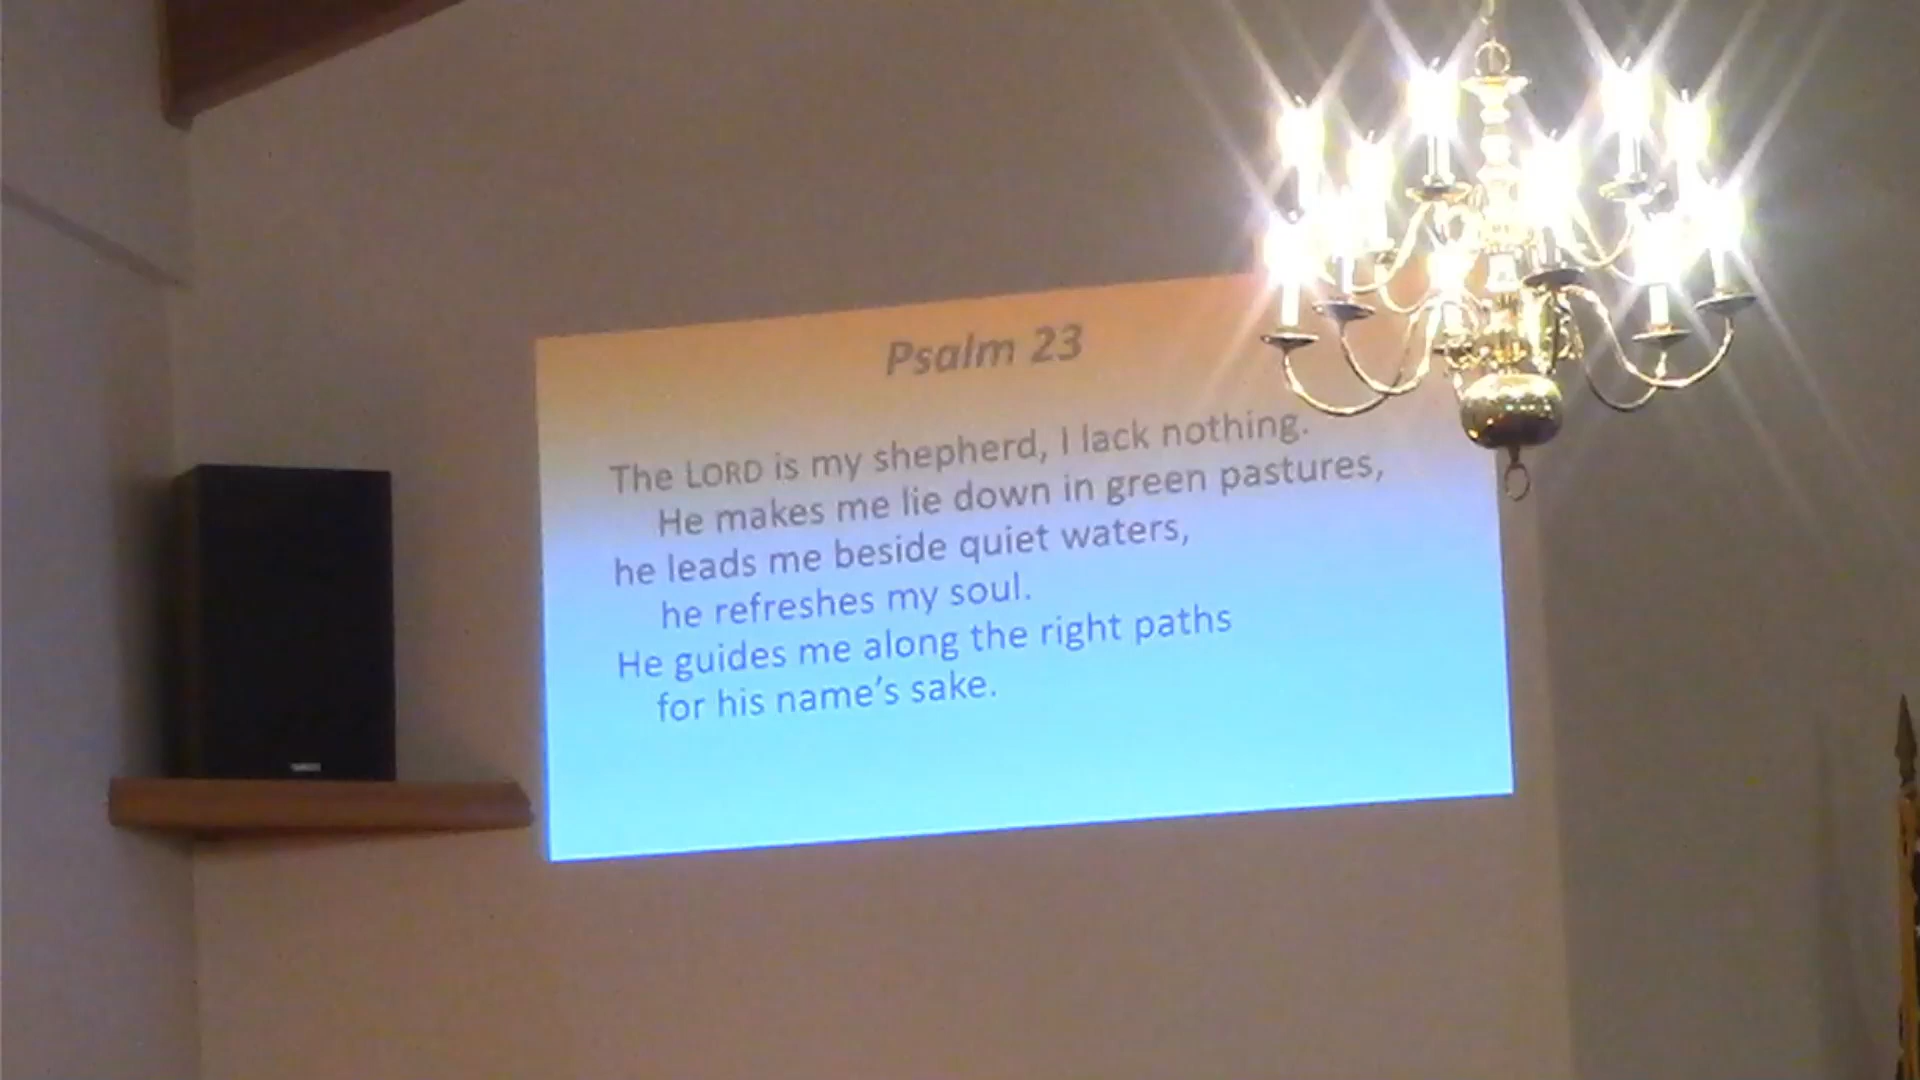 Psalm 23
The LORD is my shepherd, I lack nothing.
He makes me lie down in green pastures,
he leads me beside quiet waters,
he refreshes my soul.
He guides me along the right paths
for his name’s sake.